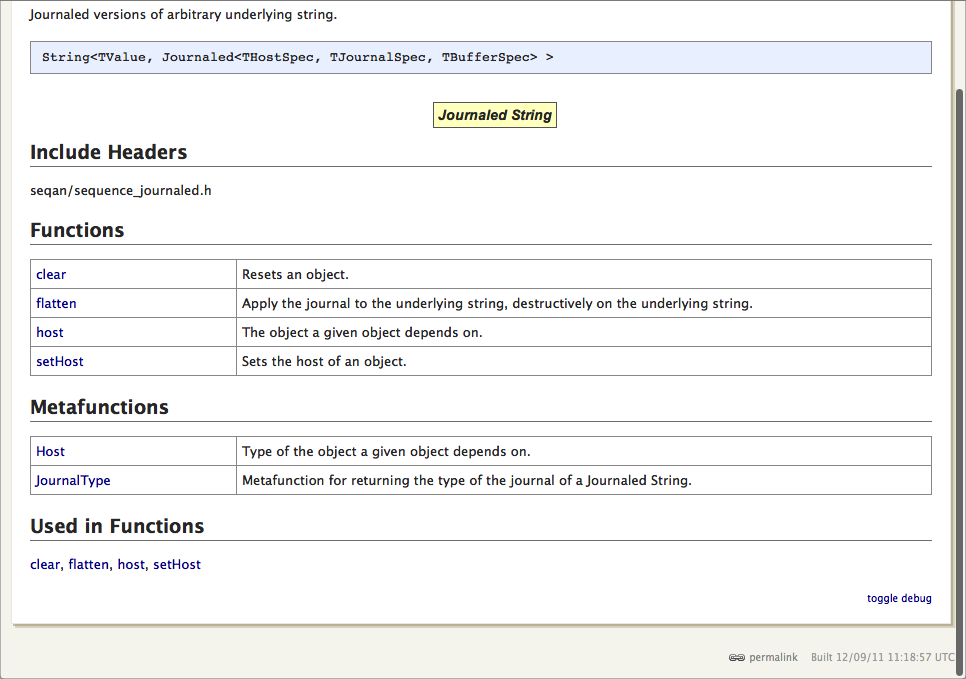 Journaled versions of arbitrary underlying string.
String<TValue, Journaled<THostSpec, TJournalSpec, TBufferSpec> >
Journaled String
Include Headers
seqan/sequence_journaled.h
Functions
clear Resets an object.
flatten Apply the journal to the underlying string, destructively on the underlying string.
host The object a given object depends on.
setHost Sets the host of an object.
Metafunctions
Host Type of the object a given object depends on.
JournalType Metafunction for returning the type of the journal of a Journaled String.
Used in Functions
clear, flatten, host, setHost
toggle debug
permalink Built 12/09/11 11:18:57 UTC